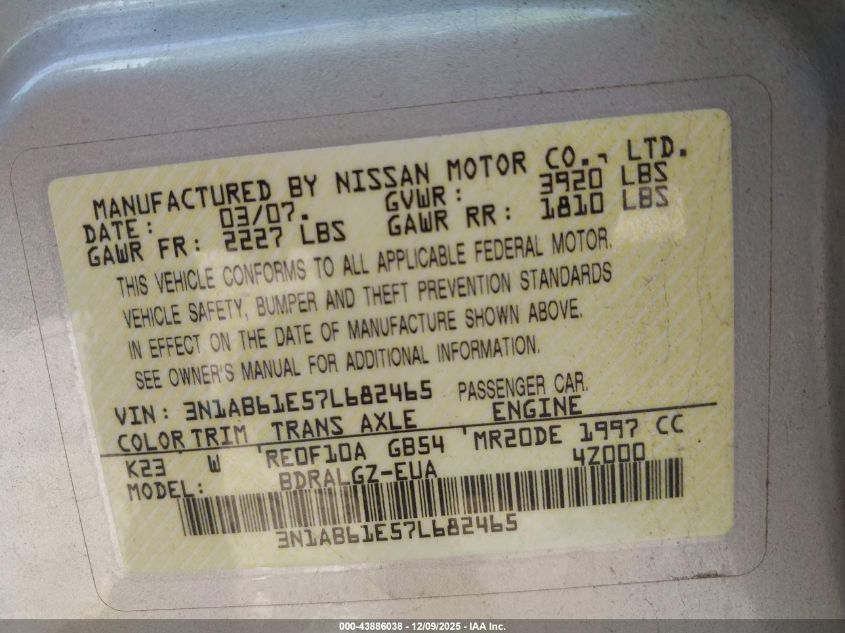 MANUFACTURED BY NISSAN MOTOR CO., LTD.
DATE: 03/07. GVWR: 3920 LBS
GAWR FR: 2227 LBS GAWR RR: 1810 LBS
THIS VEHICLE CONFORMS TO ALL APPLICABLE FEDERAL MOTOR.
VEHICLE SAFETY, BUMPER AND THEFT PREVENTION STANDARDS
IN EFFECT ON THE DATE OF MANUFACTURE SHOWN ABOVE.
SEE OWNER'S MANUAL FOR ADDITIONAL INFORMATION.
VIN: 3N1AB61E57L682465 PASSENGER CAR.
COLOR TRIM TRANS AXLE ENGINE
K23 W RE0F10A GB54 MR20DE 1997 CC
MODEL: BDRALGZ-EUA 4Z000
3N1AB61E57L682465
000-43886038 - 12/09/2025 - IAA Inc.